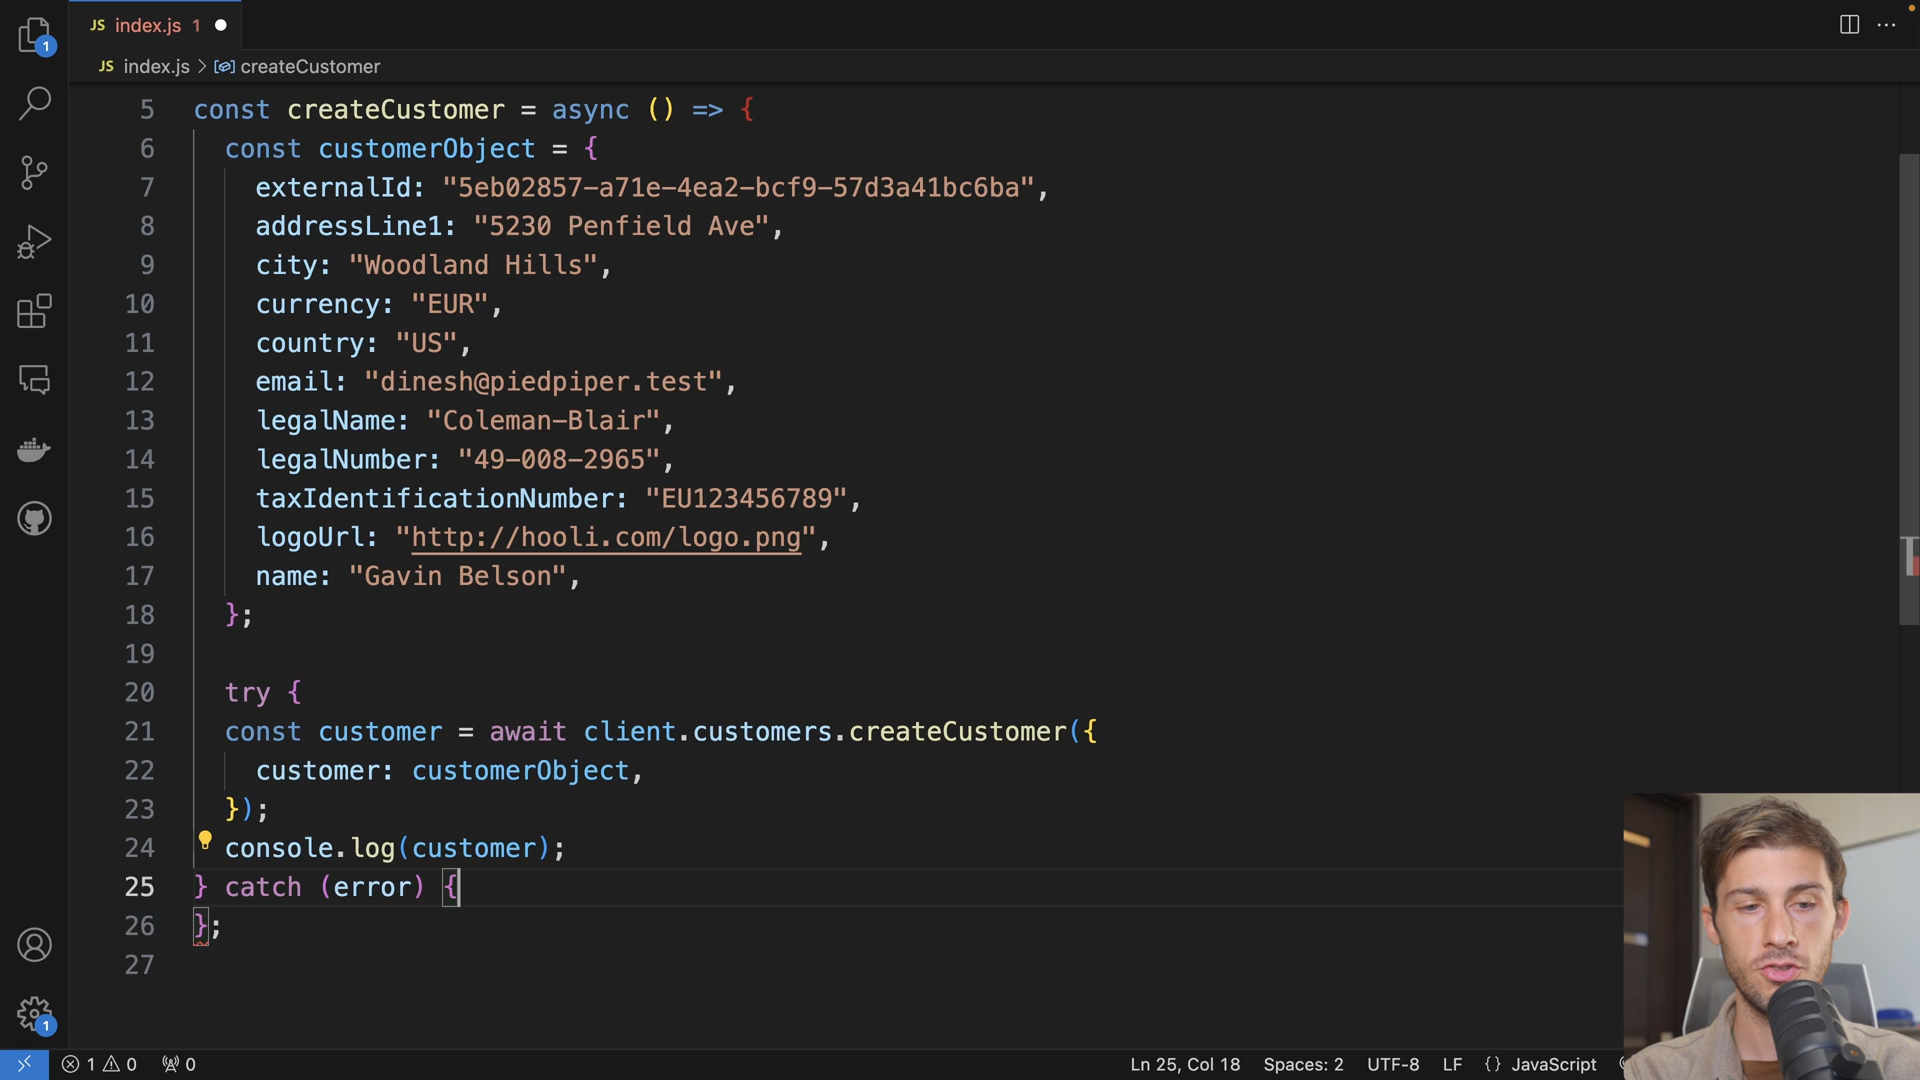 JS index.js 1
JS index.js > createCustomer
5 const createCustomer = async () => {
6 const customerObject = {
7 externalId: "5eb02857-a71e-4ea2-bcf9-57d3a41bc6ba",
8 addressLine1: "5230 Penfield Ave",
9 city: "Woodland Hills",
10 currency: "EUR",
11 country: "US",
12 email: "dinesh@piedpiper.test",
13 legalName: "Coleman-Blair",
14 legalNumber: "49-008-2965",
15 taxIdentificationNumber: "EU123456789",
16 logoUrl: "http://hooli.com/logo.png",
17 name: "Gavin Belson",
18 };
19
20 try {
21 const customer = await client.customers.createCustomer({
22 customer: customerObject,
23 });
24 console.log(customer);
25 } catch (error) {
26 };
27
1
1
1 0 0 Ln 25, Col 18 Spaces: 2 UTF-8 LF {} JavaScript